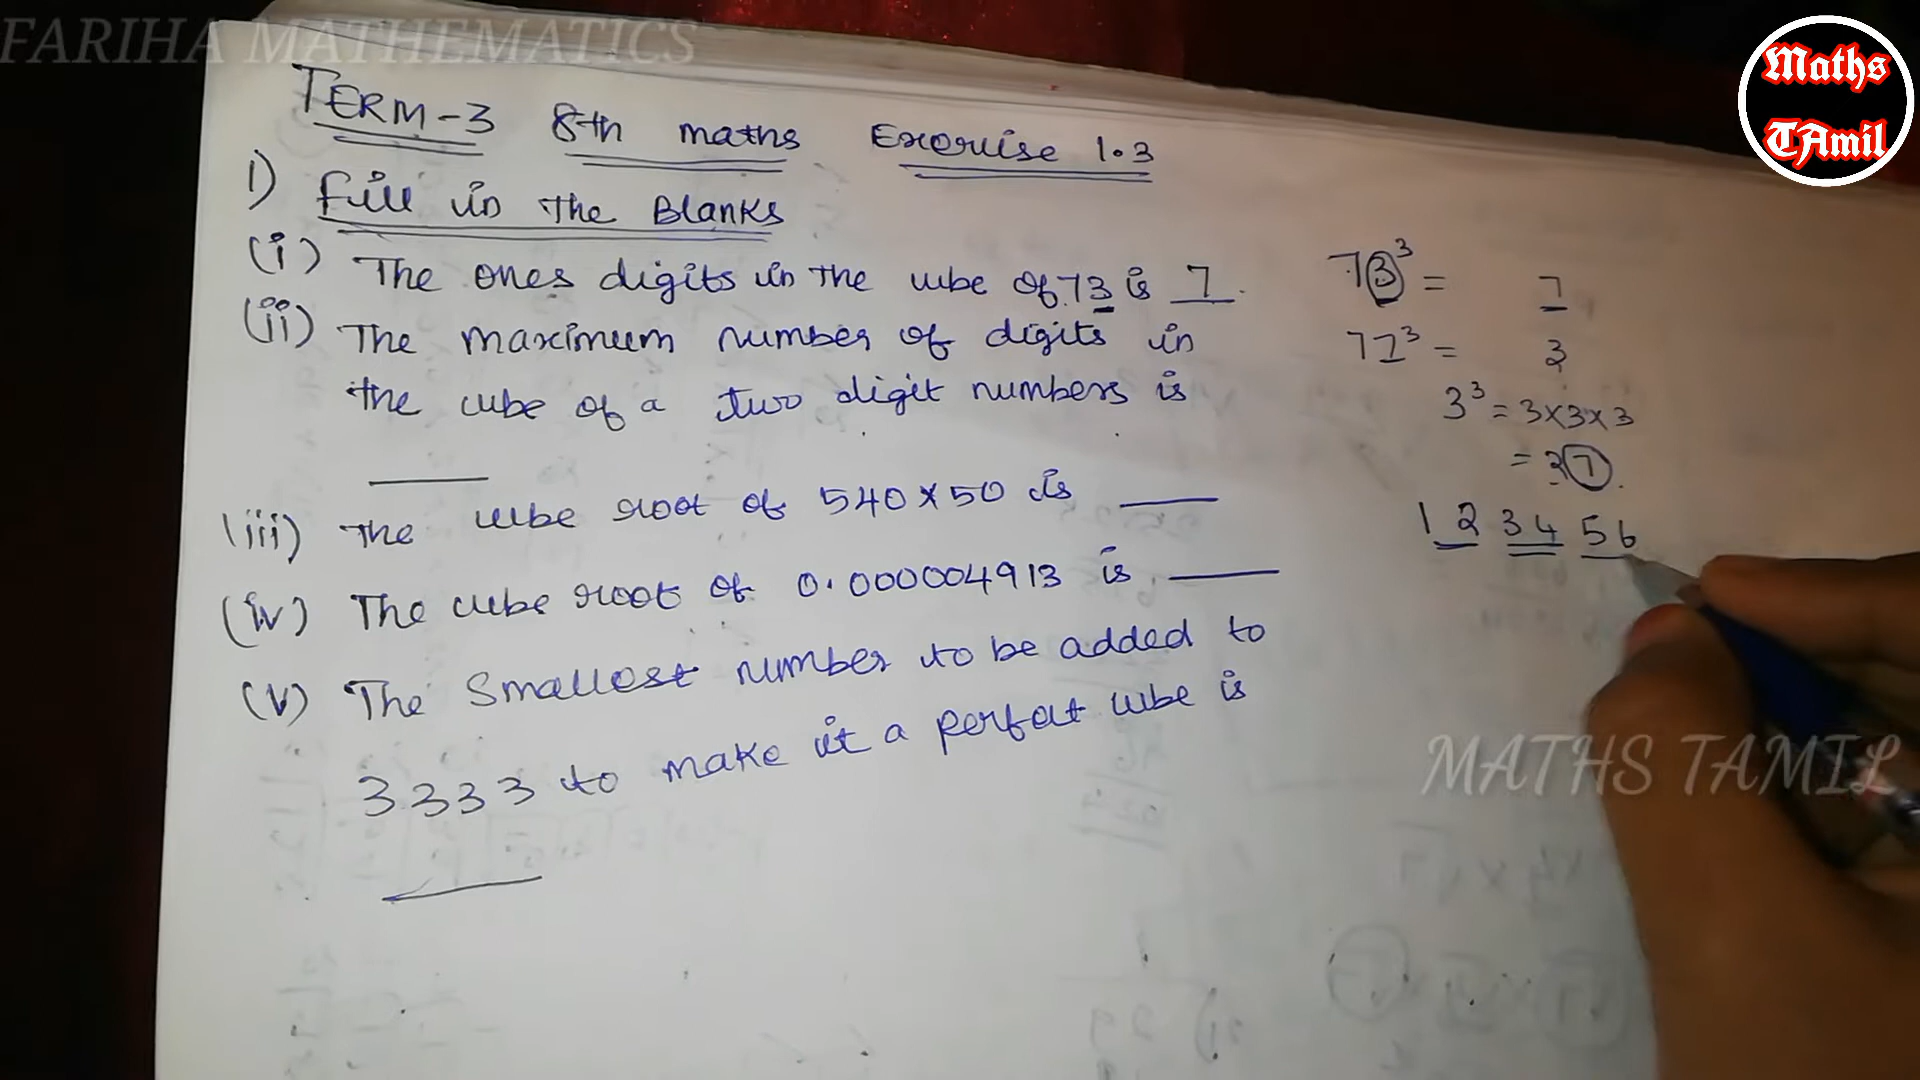 FARIHA MATHEMATICS
Maths
TAmil
TERM-3 8th maths Exercise 1.3
1) Fill in the Blanks
(i) The ones digits in the cube of 73 is 7.
(ii) The maximum number of digits in
the cube of a two digit numbers is
____
(iii) The cube root of 540×50 is ____
(iv) The cube root of 0.000004913 is ____
(v) The Smallest number to be added to
3333 to make it a perfect cube is
____
73³ = 7
77³ = 3
3³ = 3×3×3
= 27.
1 2 3 4 5 6
MATHS TAMIL